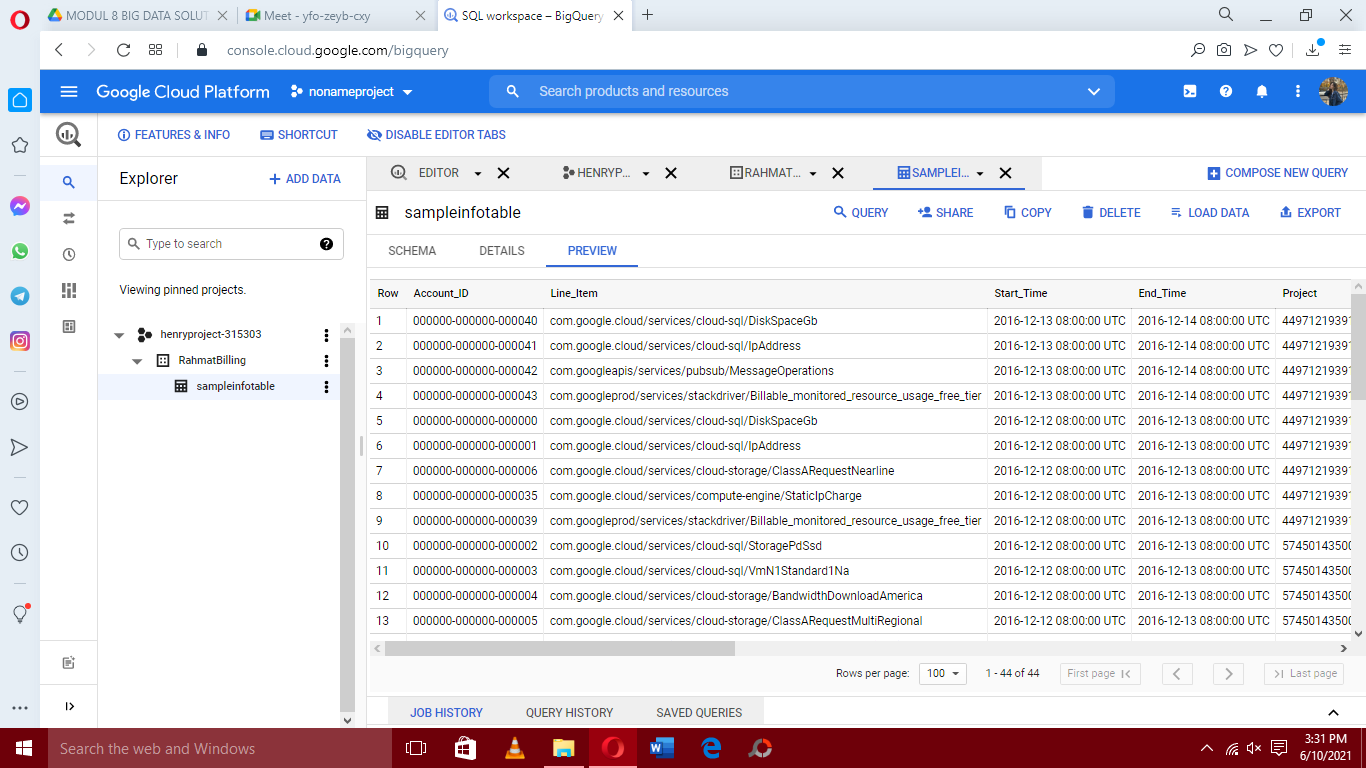 MODUL 8 BIG DATA SOLUT
Meet - yfo-zeyb-cxy
SQL workspace – BigQuery
console.cloud.google.com/bigquery
Google Cloud Platform
nonameproject
Search products and resources
FEATURES & INFO
SHORTCUT
DISABLE EDITOR TABS
Explorer
+ ADD DATA
EDITOR
HENRYP...
RAHMAT...
SAMPLEI...
COMPOSE NEW QUERY
sampleinfotable
QUERY
SHARE
COPY
DELETE
LOAD DATA
EXPORT
Type to search
SCHEMA
DETAILS
PREVIEW
Viewing pinned projects.
henryproject-315303
RahmatBilling
sampleinfotable
Row Account_ID Line_Item Start_Time End_Time Project
1 000000-000000-000040 com.google.cloud/services/cloud-sql/DiskSpaceGb 2016-12-13 08:00:00 UTC 2016-12-14 08:00:00 UTC 44971219391
2 000000-000000-000041 com.google.cloud/services/cloud-sql/IpAddress 2016-12-13 08:00:00 UTC 2016-12-14 08:00:00 UTC 44971219391
3 000000-000000-000042 com.googleapis/services/pubsub/MessageOperations 2016-12-13 08:00:00 UTC 2016-12-14 08:00:00 UTC 44971219391
4 000000-000000-000043 com.googleprod/services/stackdriver/Billable_monitored_resource_usage_free_tier 2016-12-13 08:00:00 UTC 2016-12-14 08:00:00 UTC 44971219391
5 000000-000000-000000 com.google.cloud/services/cloud-sql/DiskSpaceGb 2016-12-12 08:00:00 UTC 2016-12-13 08:00:00 UTC 44971219391
6 000000-000000-000001 com.google.cloud/services/cloud-sql/IpAddress 2016-12-12 08:00:00 UTC 2016-12-13 08:00:00 UTC 44971219391
7 000000-000000-000006 com.google.cloud/services/cloud-storage/ClassARequestNearline 2016-12-12 08:00:00 UTC 2016-12-13 08:00:00 UTC 44971219391
8 000000-000000-000035 com.google.cloud/services/compute-engine/StaticIpCharge 2016-12-12 08:00:00 UTC 2016-12-13 08:00:00 UTC 44971219391
9 000000-000000-000039 com.googleprod/services/stackdriver/Billable_monitored_resource_usage_free_tier 2016-12-12 08:00:00 UTC 2016-12-13 08:00:00 UTC 44971219391
10 000000-000000-000002 com.google.cloud/services/cloud-sql/StoragePdSsd 2016-12-12 08:00:00 UTC 2016-12-13 08:00:00 UTC 57450143500
11 000000-000000-000003 com.google.cloud/services/cloud-sql/VmN1Standard1Na 2016-12-12 08:00:00 UTC 2016-12-13 08:00:00 UTC 57450143500
12 000000-000000-000004 com.google.cloud/services/cloud-storage/BandwidthDownloadAmerica 2016-12-12 08:00:00 UTC 2016-12-13 08:00:00 UTC 57450143500
13 000000-000000-000005 com.google.cloud/services/cloud-storage/ClassARequestMultiRegional 2016-12-12 08:00:00 UTC 2016-12-13 08:00:00 UTC 57450143500
Rows per page: 100 1 - 44 of 44 First page Last page
JOB HISTORY
QUERY HISTORY
SAVED QUERIES
Search the web and Windows
3:31 PM
6/10/2021